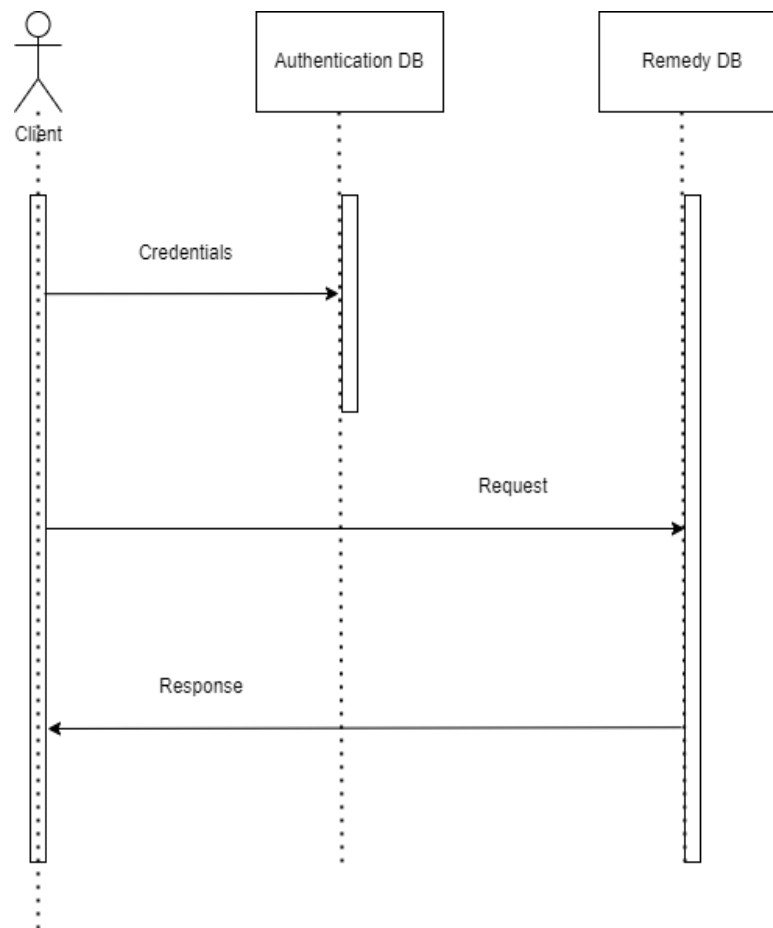 Authentication DB
Remedy DB
Client
Credentials
Request
Response